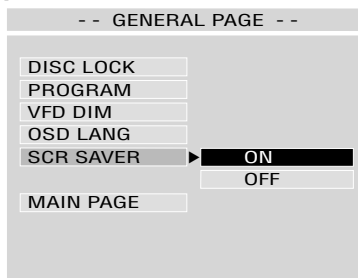 - - GENERAL PAGE - -
DISC LOCK
PROGRAM
VFD DIM
OSD LANG
SCR SAVER ON
OFF
MAIN PAGE